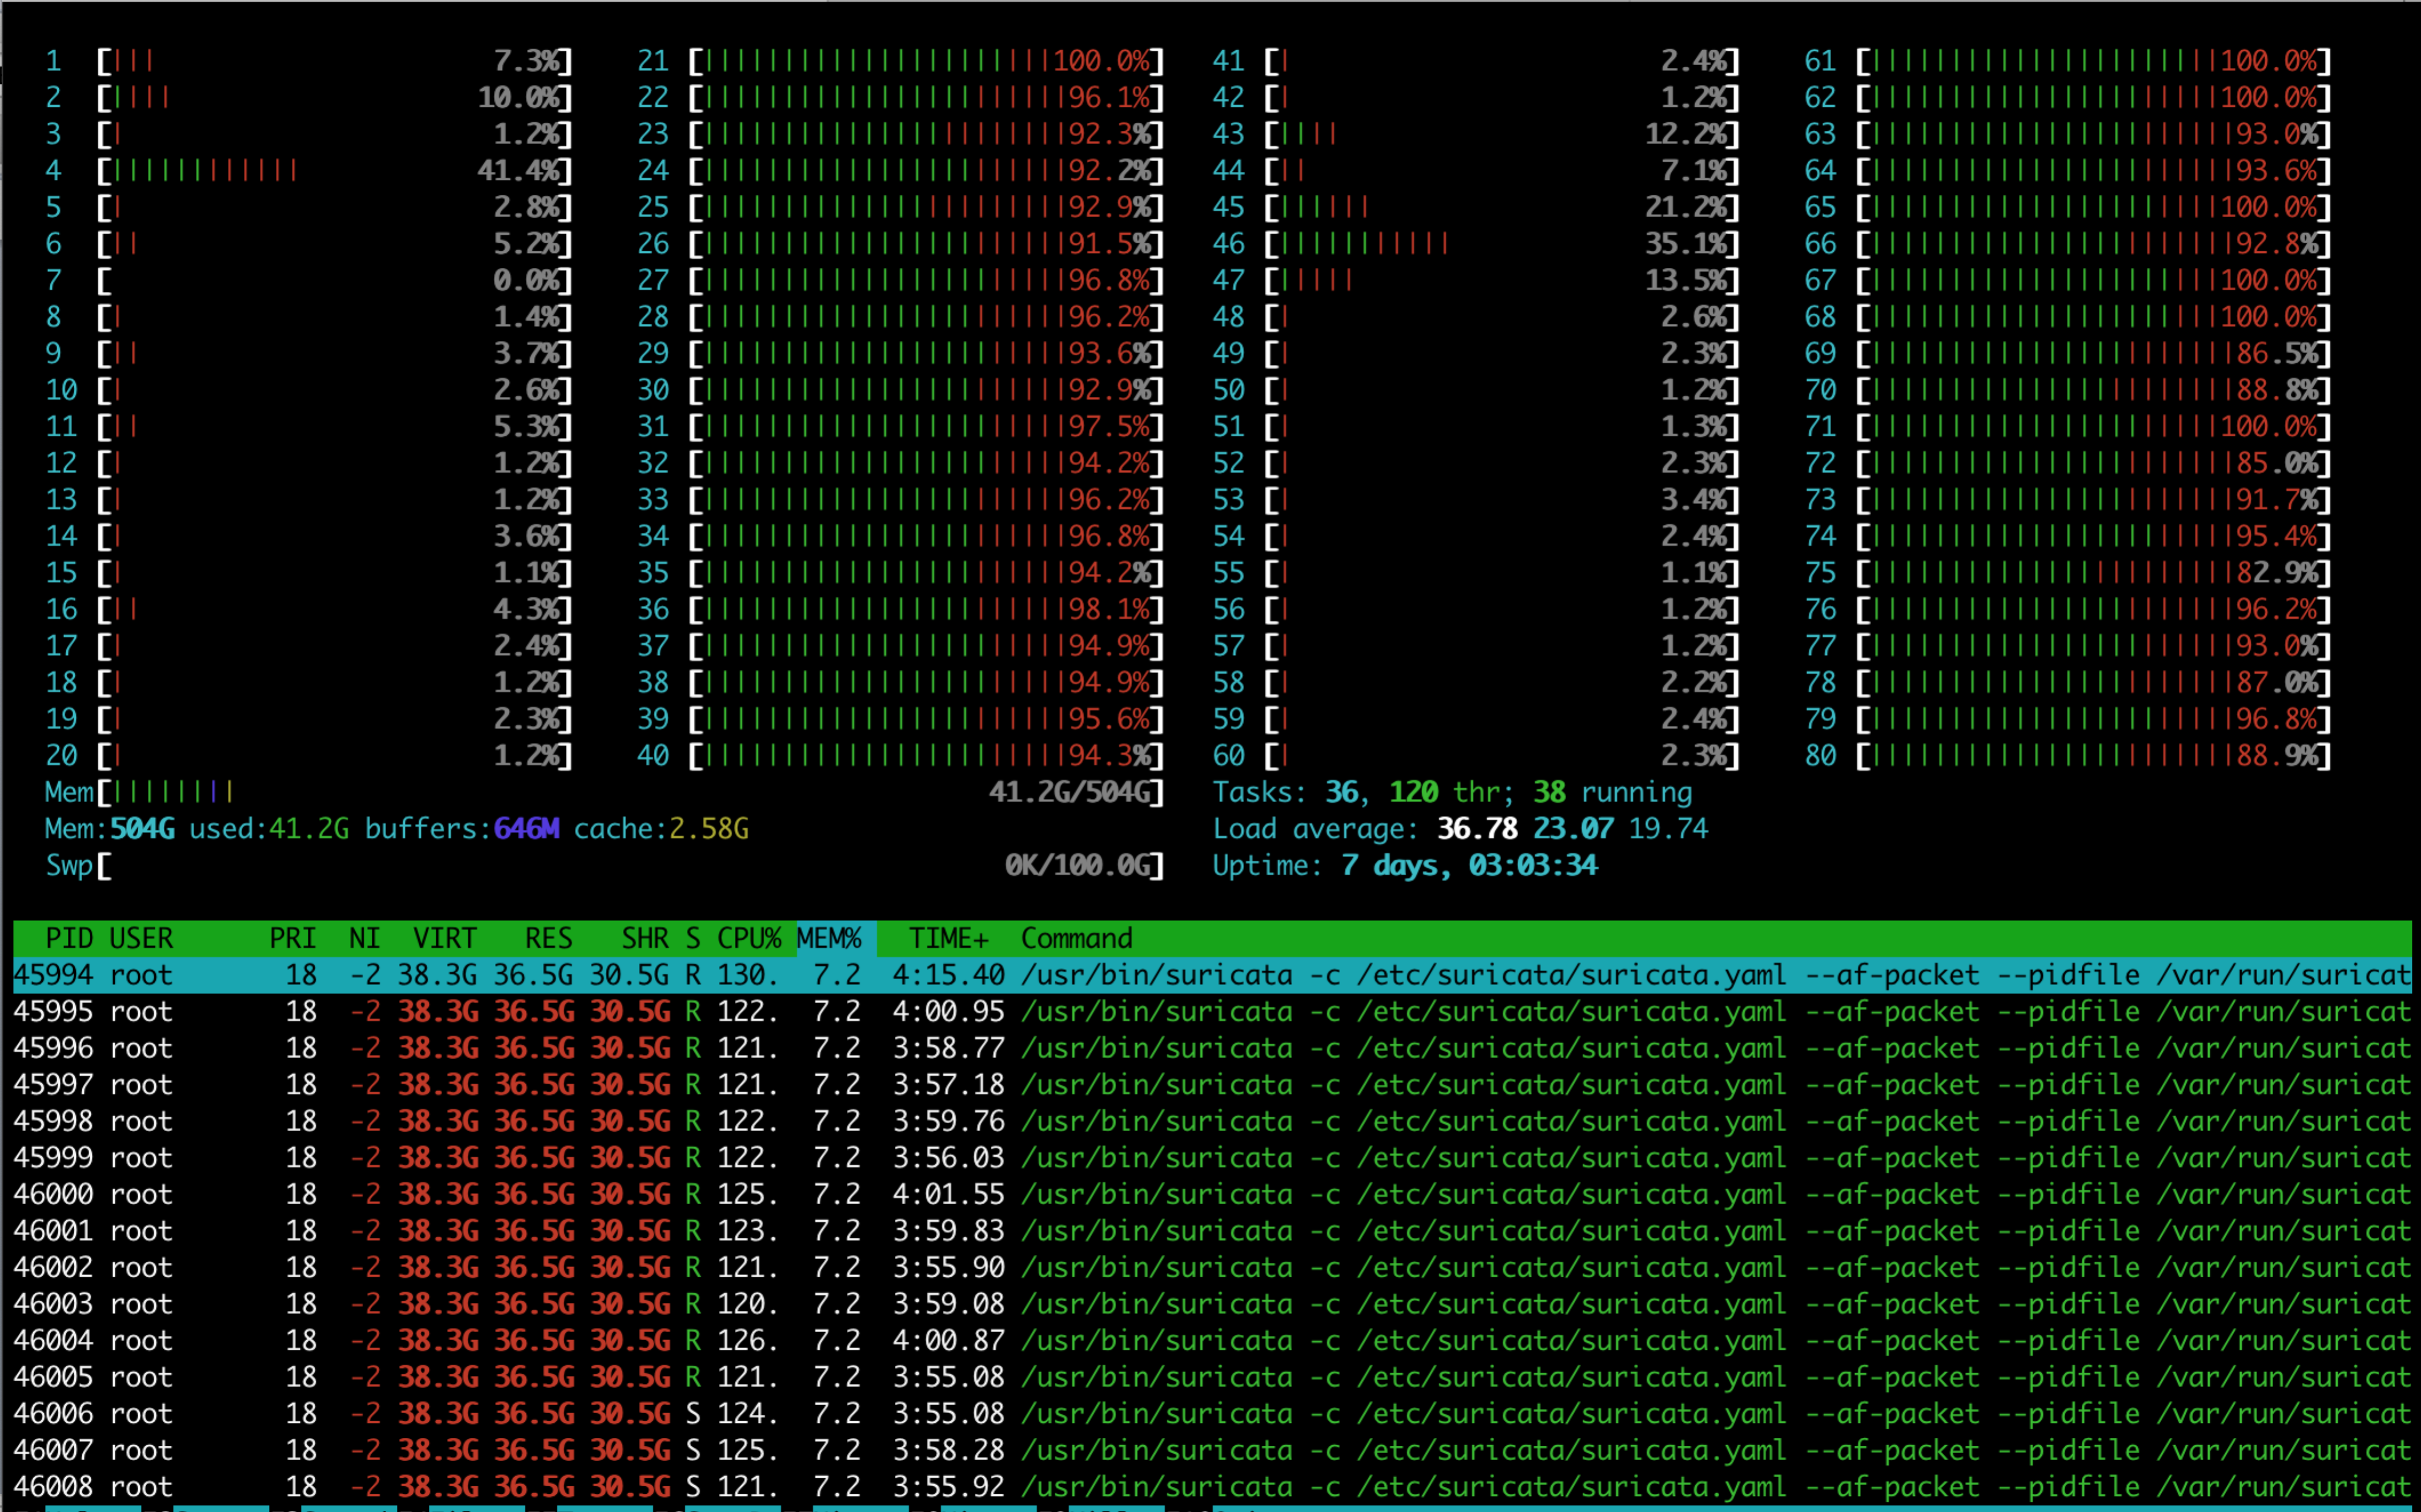 1 [||| 7.3%] 21 [||||||||||||||||||||||100.0%] 41 [| 2.4%] 61 [||||||||||||||||||||||100.0%]
2 [|||| 10.0%] 22 [|||||||||||||||||||||||96.1%] 42 [| 1.2%] 62 [||||||||||||||||||||||100.0%]
3 [| 1.2%] 23 [|||||||||||||||||||||||92.3%] 43 [|||| 12.2%] 63 [|||||||||||||||||||||||93.0%]
4 [|||||||||||| 41.4%] 24 [|||||||||||||||||||||||92.2%] 44 [|| 7.1%] 64 [|||||||||||||||||||||||93.6%]
5 [| 2.8%] 25 [|||||||||||||||||||||||92.9%] 45 [|||||| 21.2%] 65 [||||||||||||||||||||||100.0%]
6 [|| 5.2%] 26 [|||||||||||||||||||||||91.5%] 46 [||||||||||| 35.1%] 66 [|||||||||||||||||||||||92.8%]
7 [ 0.0%] 27 [|||||||||||||||||||||||96.8%] 47 [||||| 13.5%] 67 [||||||||||||||||||||||100.0%]
8 [| 1.4%] 28 [|||||||||||||||||||||||96.2%] 48 [| 2.6%] 68 [||||||||||||||||||||||100.0%]
9 [|| 3.7%] 29 [|||||||||||||||||||||||93.6%] 49 [| 2.3%] 69 [|||||||||||||||||||||||86.5%]
10 [| 2.6%] 30 [|||||||||||||||||||||||92.9%] 50 [| 1.2%] 70 [|||||||||||||||||||||||88.8%]
11 [|| 5.3%] 31 [|||||||||||||||||||||||97.5%] 51 [| 1.3%] 71 [||||||||||||||||||||||100.0%]
12 [| 1.2%] 32 [|||||||||||||||||||||||94.2%] 52 [| 2.3%] 72 [|||||||||||||||||||||||85.0%]
13 [| 1.2%] 33 [|||||||||||||||||||||||96.2%] 53 [| 3.4%] 73 [|||||||||||||||||||||||91.7%]
14 [| 3.6%] 34 [|||||||||||||||||||||||96.8%] 54 [| 2.4%] 74 [|||||||||||||||||||||||95.4%]
15 [| 1.1%] 35 [|||||||||||||||||||||||94.2%] 55 [| 1.1%] 75 [|||||||||||||||||||||||82.9%]
16 [|| 4.3%] 36 [|||||||||||||||||||||||98.1%] 56 [| 1.2%] 76 [|||||||||||||||||||||||96.2%]
17 [| 2.4%] 37 [|||||||||||||||||||||||94.9%] 57 [| 1.2%] 77 [|||||||||||||||||||||||93.0%]
18 [| 1.2%] 38 [|||||||||||||||||||||||94.9%] 58 [| 2.2%] 78 [|||||||||||||||||||||||87.0%]
19 [| 2.3%] 39 [|||||||||||||||||||||||95.6%] 59 [| 2.4%] 79 [|||||||||||||||||||||||96.8%]
20 [| 1.2%] 40 [|||||||||||||||||||||||94.3%] 60 [| 2.3%] 80 [|||||||||||||||||||||||88.9%]
Mem[|||||||| 41.2G/504G] Tasks: 36, 120 thr; 38 running
Mem:504G used:41.2G buffers:646M cache:2.58G Load average: 36.78 23.07 19.74
Swp[ 0K/100.0G] Uptime: 7 days, 03:03:34
PID USER PRI NI VIRT RES SHR S CPU% MEM% TIME+ Command
45994 root 18 -2 38.3G 36.5G 30.5G R 130. 7.2 4:15.40 /usr/bin/suricata -c /etc/suricata/suricata.yaml --af-packet --pidfile /var/run/suricat
45995 root 18 -2 38.3G 36.5G 30.5G R 122. 7.2 4:00.95 /usr/bin/suricata -c /etc/suricata/suricata.yaml --af-packet --pidfile /var/run/suricat
45996 root 18 -2 38.3G 36.5G 30.5G R 121. 7.2 3:58.77 /usr/bin/suricata -c /etc/suricata/suricata.yaml --af-packet --pidfile /var/run/suricat
45997 root 18 -2 38.3G 36.5G 30.5G R 121. 7.2 3:57.18 /usr/bin/suricata -c /etc/suricata/suricata.yaml --af-packet --pidfile /var/run/suricat
45998 root 18 -2 38.3G 36.5G 30.5G R 122. 7.2 3:59.76 /usr/bin/suricata -c /etc/suricata/suricata.yaml --af-packet --pidfile /var/run/suricat
45999 root 18 -2 38.3G 36.5G 30.5G R 122. 7.2 3:56.03 /usr/bin/suricata -c /etc/suricata/suricata.yaml --af-packet --pidfile /var/run/suricat
46000 root 18 -2 38.3G 36.5G 30.5G R 125. 7.2 4:01.55 /usr/bin/suricata -c /etc/suricata/suricata.yaml --af-packet --pidfile /var/run/suricat
46001 root 18 -2 38.3G 36.5G 30.5G R 123. 7.2 3:59.83 /usr/bin/suricata -c /etc/suricata/suricata.yaml --af-packet --pidfile /var/run/suricat
46002 root 18 -2 38.3G 36.5G 30.5G R 121. 7.2 3:55.90 /usr/bin/suricata -c /etc/suricata/suricata.yaml --af-packet --pidfile /var/run/suricat
46003 root 18 -2 38.3G 36.5G 30.5G R 120. 7.2 3:59.08 /usr/bin/suricata -c /etc/suricata/suricata.yaml --af-packet --pidfile /var/run/suricat
46004 root 18 -2 38.3G 36.5G 30.5G R 126. 7.2 4:00.87 /usr/bin/suricata -c /etc/suricata/suricata.yaml --af-packet --pidfile /var/run/suricat
46005 root 18 -2 38.3G 36.5G 30.5G R 121. 7.2 3:55.08 /usr/bin/suricata -c /etc/suricata/suricata.yaml --af-packet --pidfile /var/run/suricat
46006 root 18 -2 38.3G 36.5G 30.5G S 124. 7.2 3:55.08 /usr/bin/suricata -c /etc/suricata/suricata.yaml --af-packet --pidfile /var/run/suricat
46007 root 18 -2 38.3G 36.5G 30.5G S 125. 7.2 3:58.28 /usr/bin/suricata -c /etc/suricata/suricata.yaml --af-packet --pidfile /var/run/suricat
46008 root 18 -2 38.3G 36.5G 30.5G S 121. 7.2 3:55.92 /usr/bin/suricata -c /etc/suricata/suricata.yaml --af-packet --pidfile /var/run/suricat